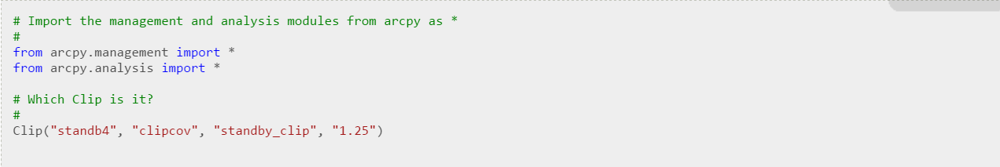 # Import the management and analysis modules from arcpy as *
#
from arcpy.management import *
from arcpy.analysis import *
# Which Clip is it?
#
Clip("standb4", "clipcov", "standby_clip", "1.25")